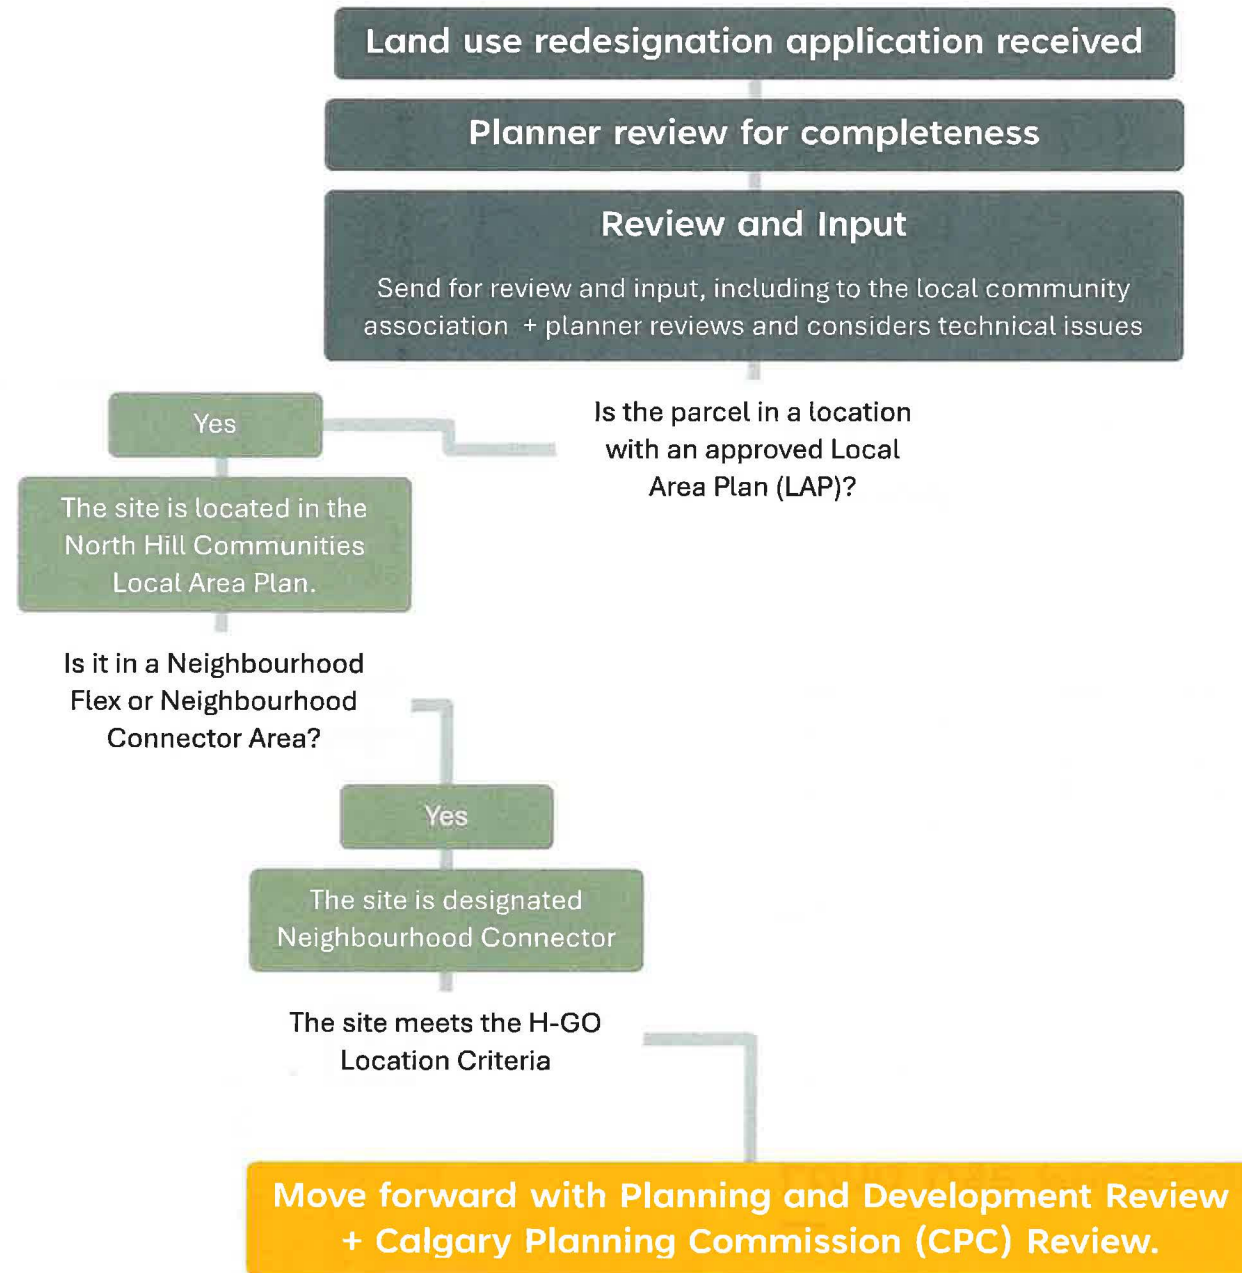 Land use redesignation application received
Planner review for completeness
Review and Input
Send for review and input, including to the local community
association + planner reviews and considers technical issues
Is the parcel in a location
with an approved Local
Area Plan (LAP)?
Yes
The site is located in the
North Hill Communities
Local Area Plan.
Is it in a Neighbourhood
Flex or Neighbourhood
Connector Area?
Yes
The site is designated
Neighbourhood Connector
The site meets the H-GO
Location Criteria
Move forward with Planning and Development Review
+ Calgary Planning Commission (CPC) Review.